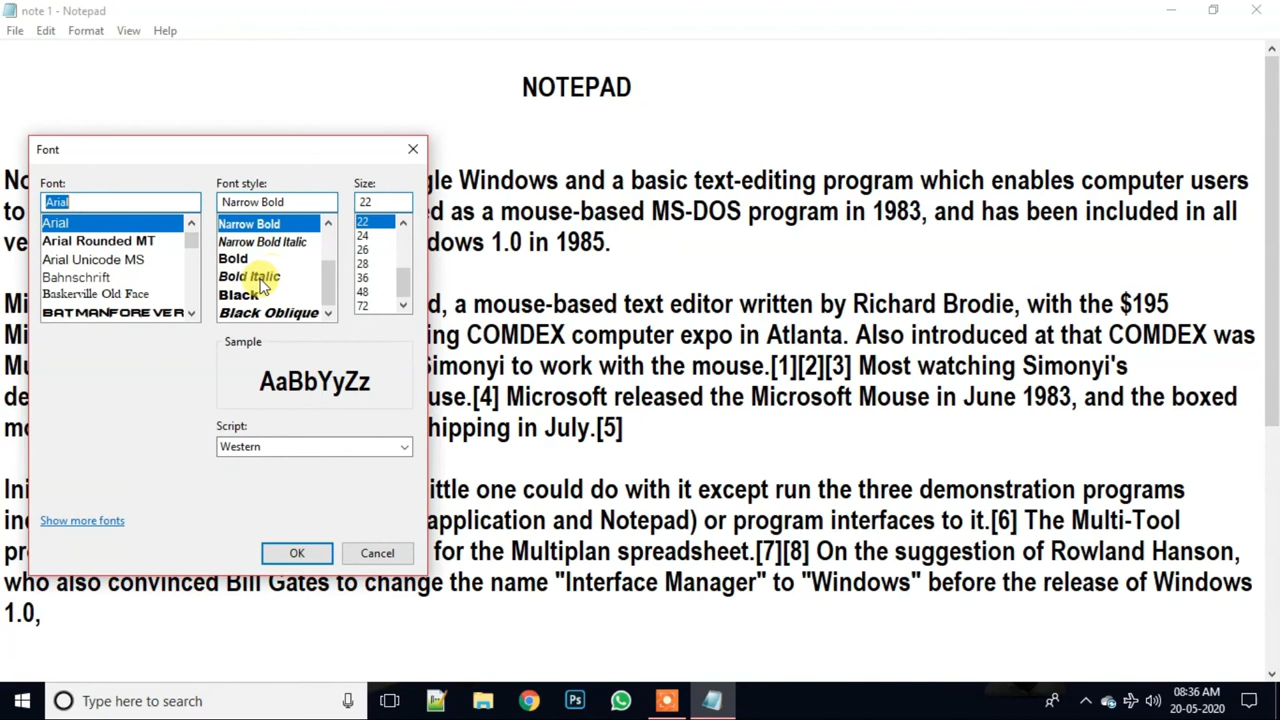 note 1 - Notepad
File Edit Format View Help
NOTEPAD
No
gle Windows and a basic text-editing program which enables computer users
to
d as a mouse-based MS-DOS program in 1983, and has been included in all
ve
dows 1.0 in 1985.
Mi
d, a mouse-based text editor written by Richard Brodie, with the $195
Mi
ing COMDEX computer expo in Atlanta. Also introduced at that COMDEX was
Mu
Simonyi to work with the mouse.[1][2][3] Most watching Simonyi's
de
use.[4] Microsoft released the Microsoft Mouse in June 1983, and the boxed
mo
hipping in July.[5]
Ini
ittle one could do with it except run the three demonstration programs
inc
application and Notepad) or program interfaces to it.[6] The Multi-Tool
pro
for the Multiplan spreadsheet.[7][8] On the suggestion of Rowland Hanson,
who also convinced Bill Gates to change the name "Interface Manager" to "Windows" before the release of Windows
1.0,
Font
Font:
Arial
Arial
Arial Rounded MT
Arial Unicode MS
Bahnschrift
Baskerville Old Face
BATMANFOREVER
Font style:
Narrow Bold
Narrow Bold
Narrow Bold Italic
Bold
Bold Italic
Black
Black Oblique
Size:
22
22
24
26
28
36
48
72
Sample
AaBbYyZz
Script:
Western
Show more fonts
OK
Cancel
Type here to search
Ps
08:36 AM
20-05-2020